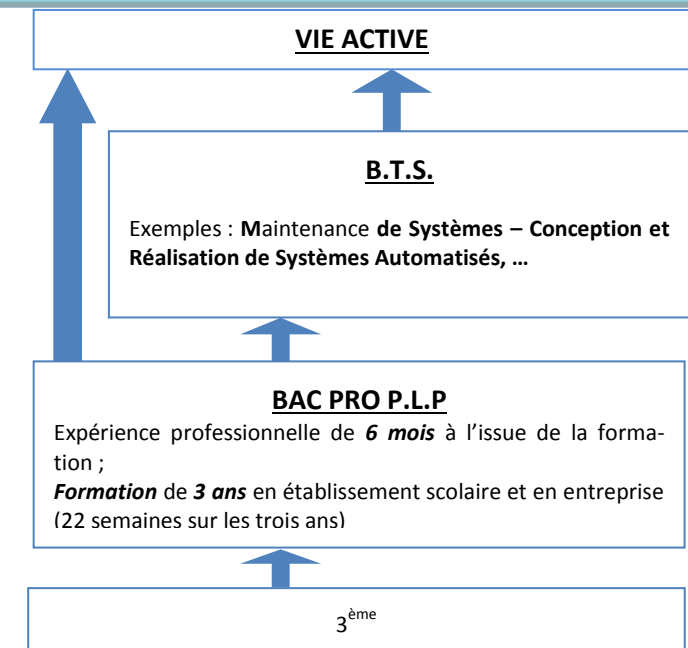 VIE ACTIVE
B.T.S.
Exemples : Maintenance de Systèmes – Conception et
Réalisation de Systèmes Automatisés, ...
BAC PRO P.L.P
Expérience professionnelle de 6 mois à l’issue de la forma-
tion ;
Formation de 3 ans en établissement scolaire et en entreprise
(22 semaines sur les trois ans)
3ème